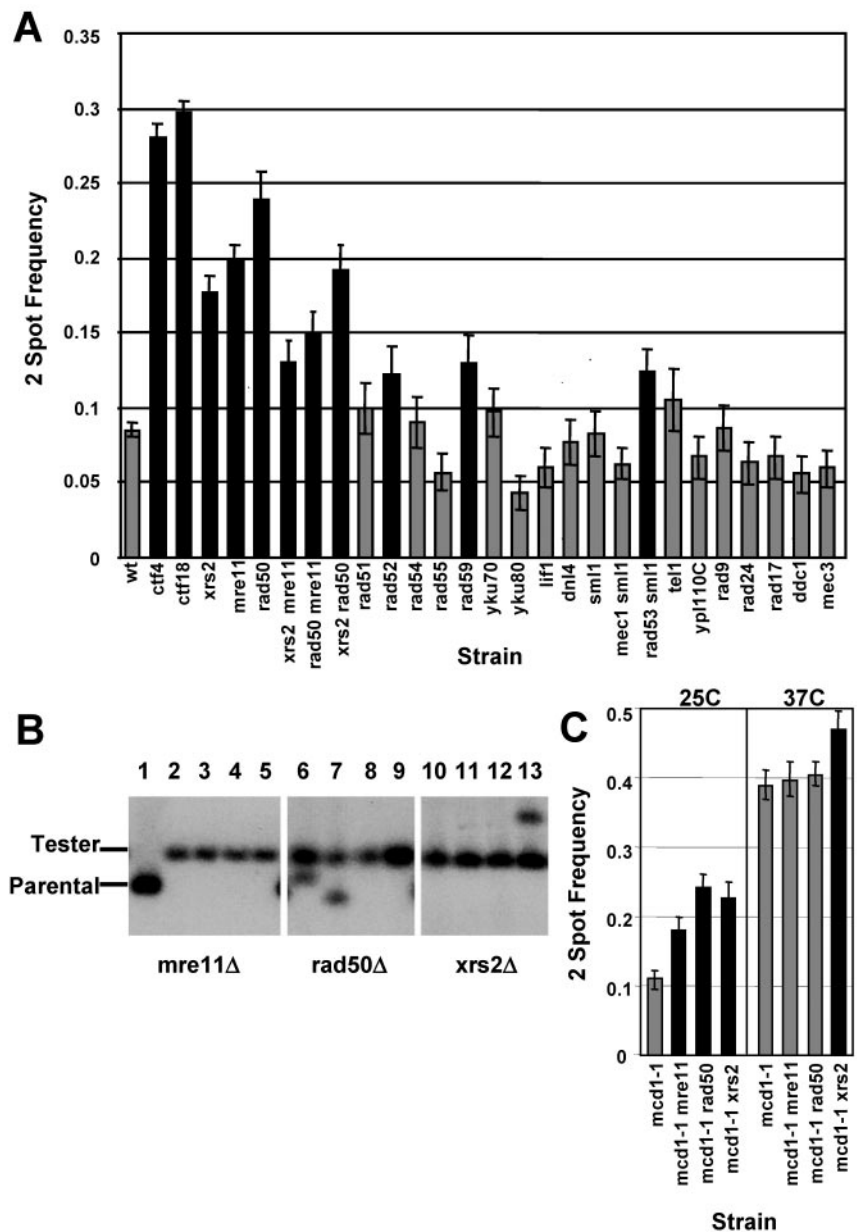 A
0.35
0.3
0.25
0.2
0.15
0.1
0.05
0
2 Spot Frequency
wt
ctf4
ctf18
xrs2
mre11
rad50
xrs2 mre11
rad50 mre11
xrs2 rad50
rad51
rad52
rad54
rad55
rad59
yku70
yku80
lif1
dnl4
sml1
mec1 sml1
rad53 sml1
tel1
ypl110C
rad9
rad24
rad17
ddc1
mec3
Strain
B
1 2 3 4 5 6 7 8 9 10 11 12 13
Tester
Parental
mre11Δ rad50Δ xrs2Δ
C
25C 37C
0.5
0.4
0.3
0.2
0.1
0
2 Spot Frequency
mcd1-1
mcd1-1 mre11
mcd1-1 rad50
mcd1-1 xrs2
mcd1-1
mcd1-1 mre11
mcd1-1 rad50
mcd1-1 xrs2
Strain